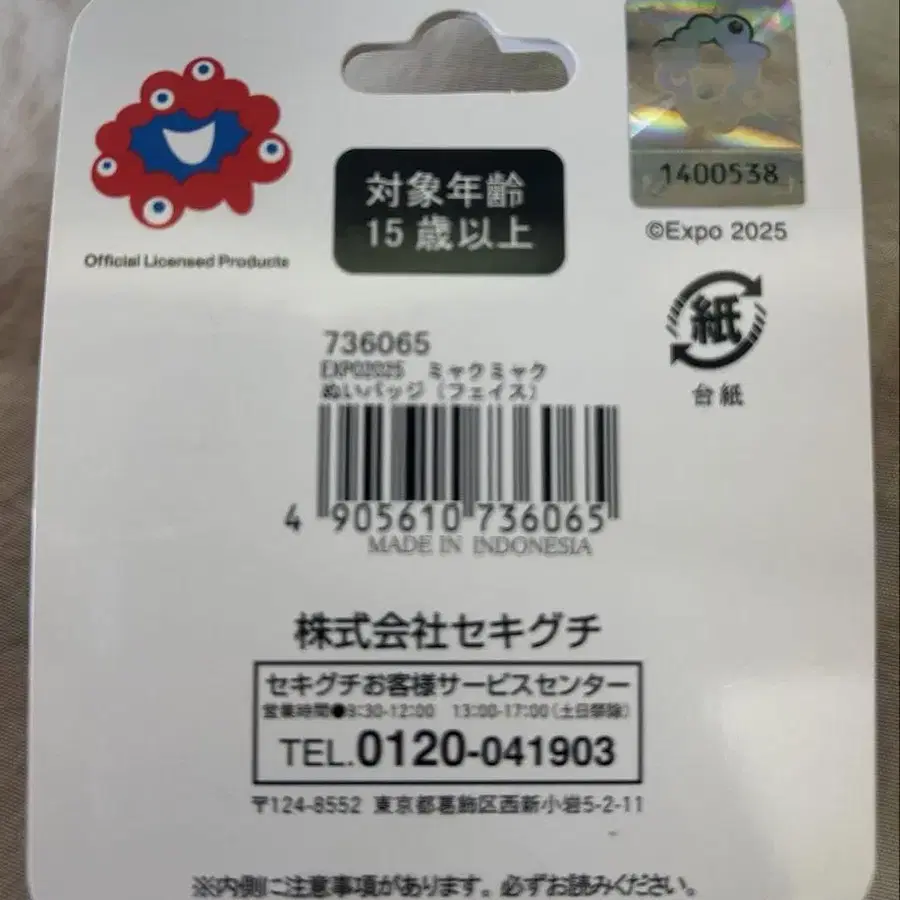 Official Licensed Products
対象年齢
15歳以上
1400538
©Expo 2025
紙
台紙
736065
EXPO2025 ミャクミャク
ぬいバッジ(フェイス)
4 905610 736065
MADE IN INDONESIA
株式会社セキグチ
セキグチお客様サービスセンター
営業時間●9:30-12:00 13:00-17:00(土日祭除)
TEL.0120-041903
〒124-8552 東京都葛飾区西新小岩5-2-11
※内側に注意事項があります。必ずお読みください。